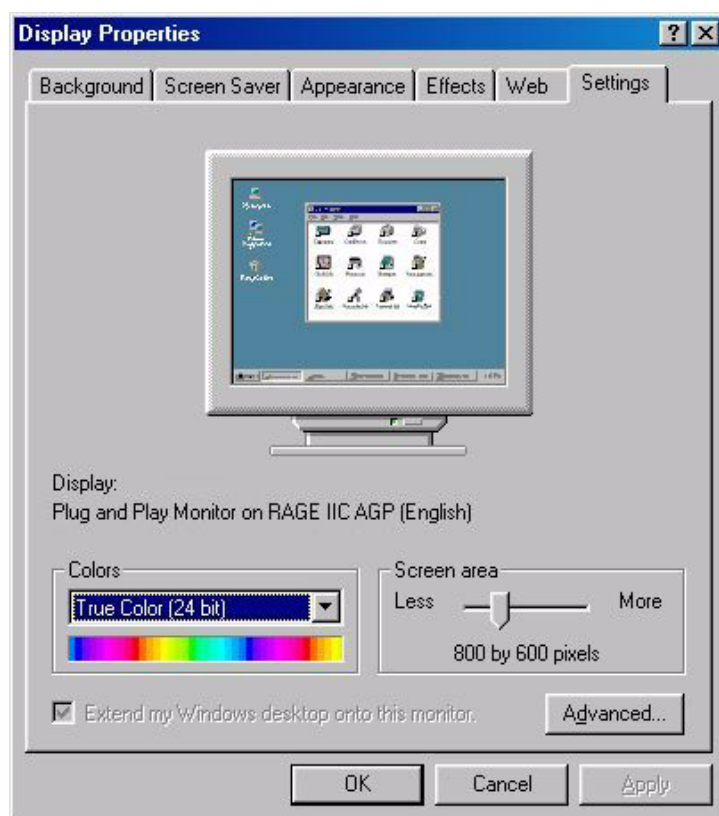 Display Properties
Background Screen Saver Appearance Effects Web Settings
Display:
Plug and Play Monitor on RAGE IIC AGP (English)
Colors
True Color (24 bit)
Screen area
Less More
800 by 600 pixels
Extend my Windows desktop onto this monitor.
Advanced...
OK Cancel Apply